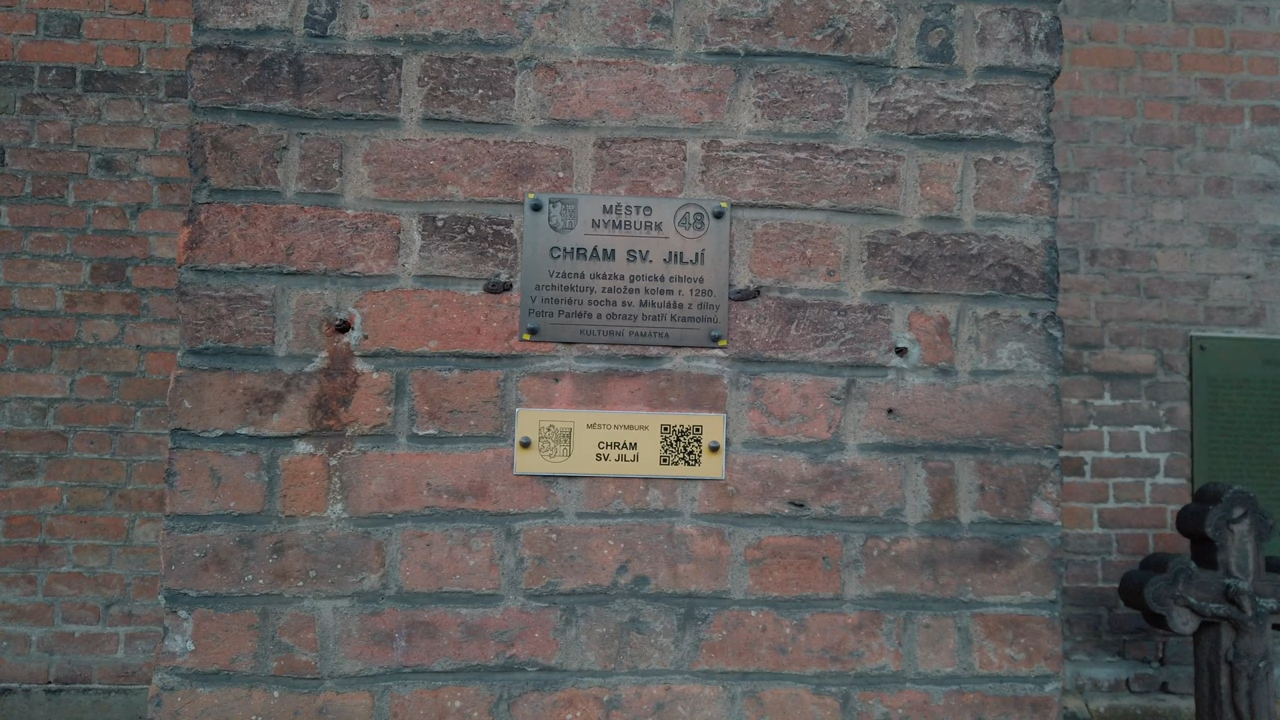 MĚSTO
NYMBURK
48
CHRÁM SV. JILJÍ
Vzácná ukázka gotické cihlové
architektury, založen kolem r. 1280.
V interiéru socha sv. Mikuláše z dílny
Petra Parléře a obrazy bratří Kramolínů.
KULTURNÍ PAMÁTKA
MĚSTO NYMBURK
CHRÁM
SV. JILJÍ